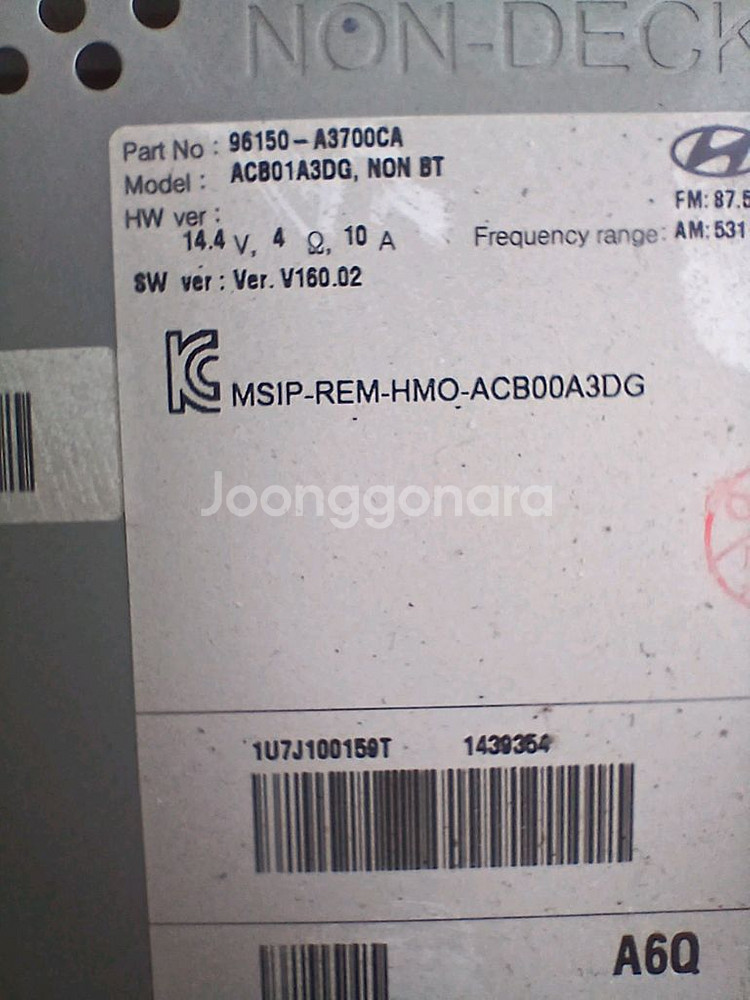 NON-DECK
Part No : 96150-A3700CA
Model : ACB01A3DG, NON BT
HW ver :
14.4 V, 4 Ω, 10 A
FM: 87.5
Frequency range: AM: 531
SW ver : Ver. V160.02
MSIP-REM-HMO-ACB00A3DG
Joonggonara
1U7J100159T 1439354
A6Q